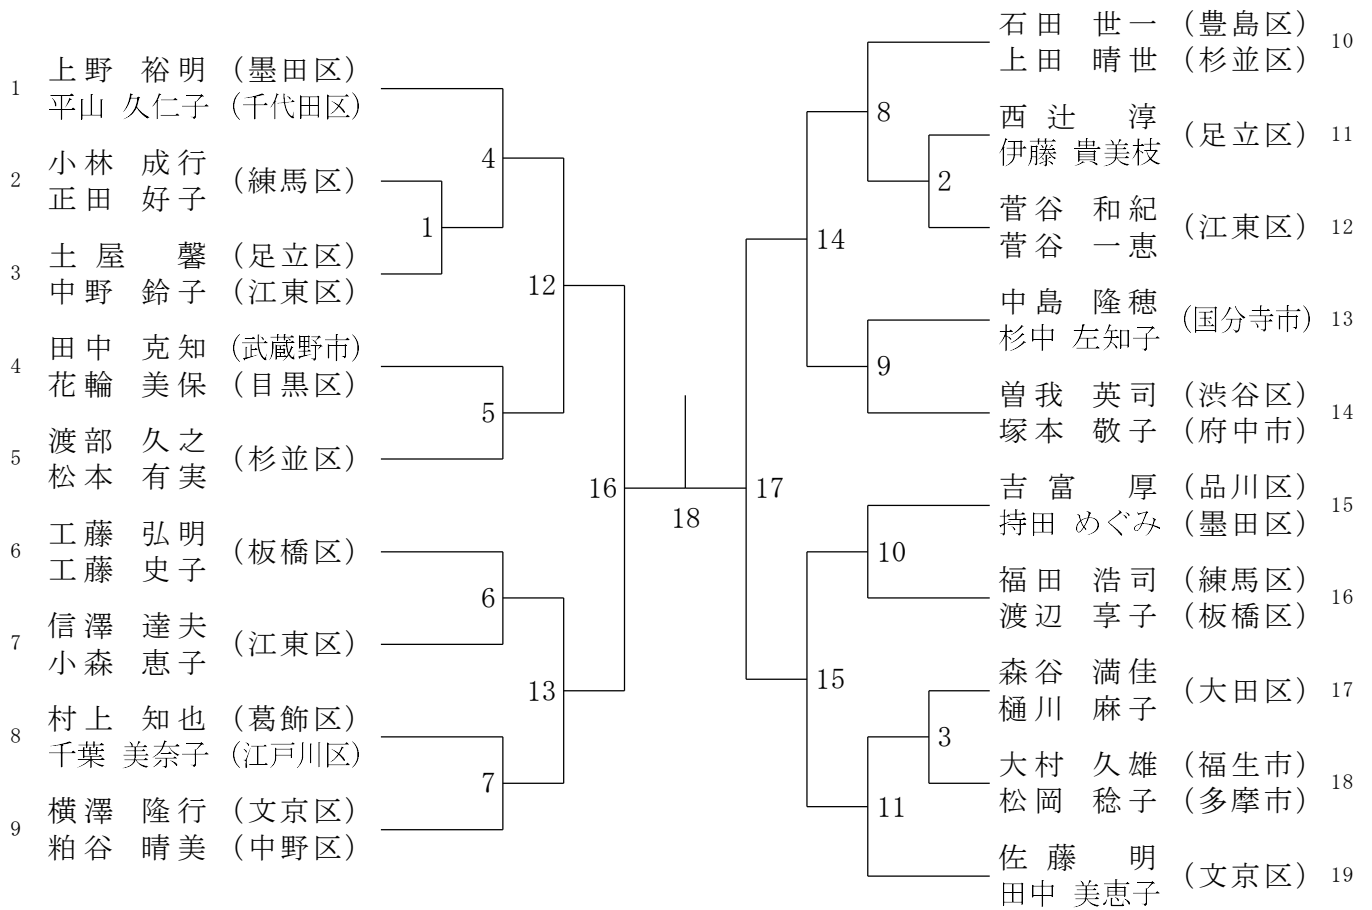 1 上野 裕明 (墨田区)
平山 久仁子 (千代田区)
2 小林 成行 (練馬区)
正田 好子
3 土屋 馨 (足立区)
中野 鈴子 (江東区)
4 田中 克知 (武蔵野市)
花輪 美保 (目黒区)
5 渡部 久之 (杉並区)
松本 有実
6 工藤 弘明 (板橋区)
工藤 史子
7 信澤 達夫 (江東区)
小森 恵子
8 村上 知也 (葛飾区)
千葉 美奈子 (江戸川区)
9 横澤 隆行 (文京区)
粕谷 晴美 (中野区)
4
1
12
5
16
6
13
7
18
17
8
2
14
9
10
15
3
11
石田 世一 (豊島区) 10
上田 晴世 (杉並区)
西辻 淳 (足立区) 11
伊藤 貴美枝
菅谷 和紀 (江東区) 12
菅谷 一恵
中島 隆穂 (国分寺市) 13
杉中 左知子
曽我 英司 (渋谷区) 14
塚本 敬子 (府中市)
吉富 厚 (品川区) 15
持田 めぐみ (墨田区)
福田 浩司 (練馬区) 16
渡辺 享子 (板橋区)
森谷 満佳 (大田区) 17
樋川 麻子
大村 久雄 (福生市) 18
松岡 稔子 (多摩市)
佐藤 明 (文京区) 19
田中 美恵子